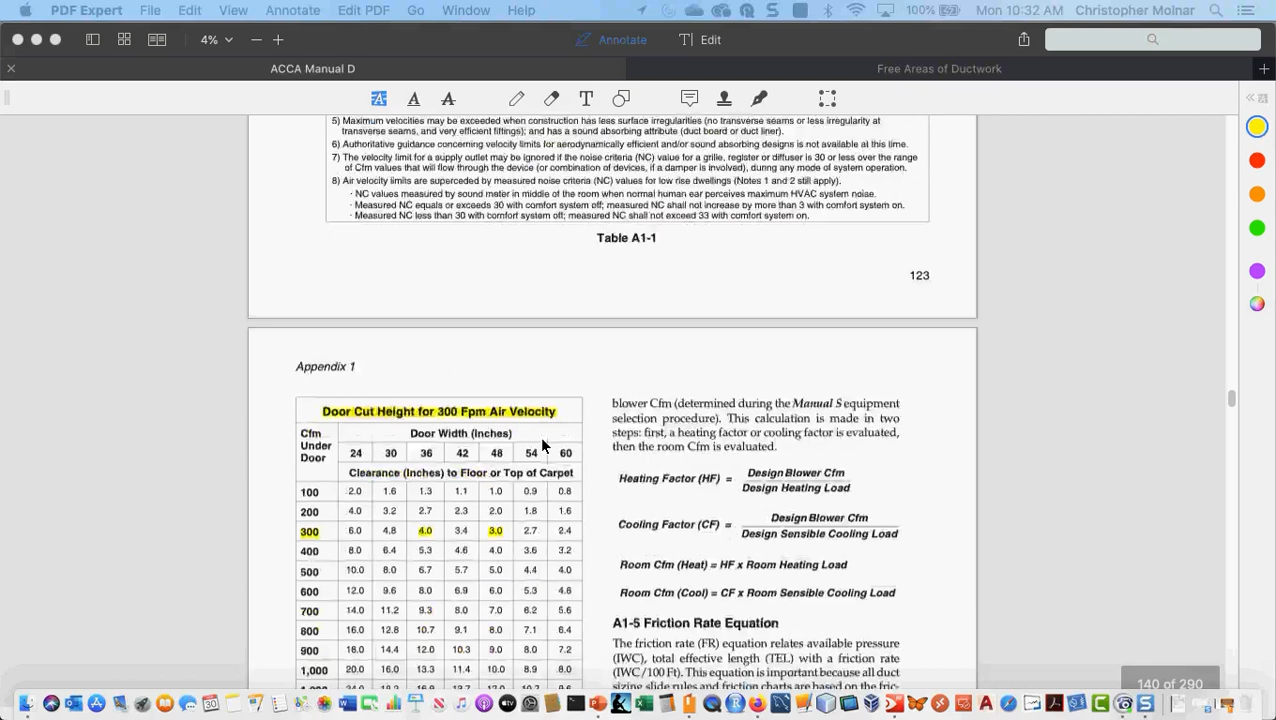 PDF Expert File Edit View Annotate Edit PDF Go Window Help 100% Mon 10:32 AM Christopher Molnar
4% Annotate Edit
ACCA Manual D Free Areas of Ductwork
5) Maximum velocities may be exceeded when construction has less surface irregularities (no transverse seams or less irregularity at
transverse seams, and very efficient fittings); and has a sound absorbing attribute (duct board or duct liner).
6) Authoritative guidance concerning velocity limits for aerodynamically efficient and/or sound absorbing designs is not available at this time.
7) The velocity limit for a supply outlet may be ignored if the noise criteria (NC) value for a grille, register or diffuser is 30 or less over the range
of Cfm values that will flow through the device (or combination of devices, if a damper is involved), during any mode of system operation.
8) Air velocity limits are superceded by measured noise criteria (NC) values for low rise dwellings (Notes 1 and 2 still apply).
· NC values measured by sound meter in middle of the room when normal human ear perceives maximum HVAC system noise.
· Measured NC equals or exceeds 30 with comfort system off; measured NC shall not increase by more than 3 with comfort system on.
· Measured NC less than 30 with comfort system off; measured NC shall not exceed 33 with comfort system on.
Table A1-1
123
Appendix 1
Door Cut Height for 300 Fpm Air Velocity
Cfm Under Door
Door Width (Inches)
24 30 36 42 48 54 60
Clearance (Inches) to Floor or Top of Carpet
100 2.0 1.6 1.3 1.1 1.0 0.9 0.8
200 4.0 3.2 2.7 2.3 2.0 1.8 1.6
300 6.0 4.8 4.0 3.4 3.0 2.7 2.4
400 8.0 6.4 5.3 4.6 4.0 3.6 3.2
500 10.0 8.0 6.7 5.7 5.0 4.4 4.0
600 12.0 9.6 8.0 6.9 6.0 5.3 4.8
700 14.0 11.2 9.3 8.0 7.0 6.2 5.6
800 16.0 12.8 10.7 9.1 8.0 7.1 6.4
900 18.0 14.4 12.0 10.3 9.0 8.0 7.2
1,000 20.0 16.0 13.3 11.4 10.0 8.9 8.0
blower Cfm (determined during the Manual S equipment
selection procedure). This calculation is made in two
steps: first, a heating factor or cooling factor is evaluated,
then the room Cfm is evaluated.
Heating Factor (HF) = Design Blower Cfm
Design Heating Load
Cooling Factor (CF) = Design Blower Cfm
Design Sensible Cooling Load
Room Cfm (Heat) = HF x Room Heating Load
Room Cfm (Cool) = CF x Room Sensible Cooling Load
A1-5 Friction Rate Equation
The friction rate (FR) equation relates available pressure
(IWC), total effective length (TEL) with a friction rate
(IWC/100 Ft). This equation is important because all duct
sizing slide rules and friction charts are based on the fric-
140 of 290